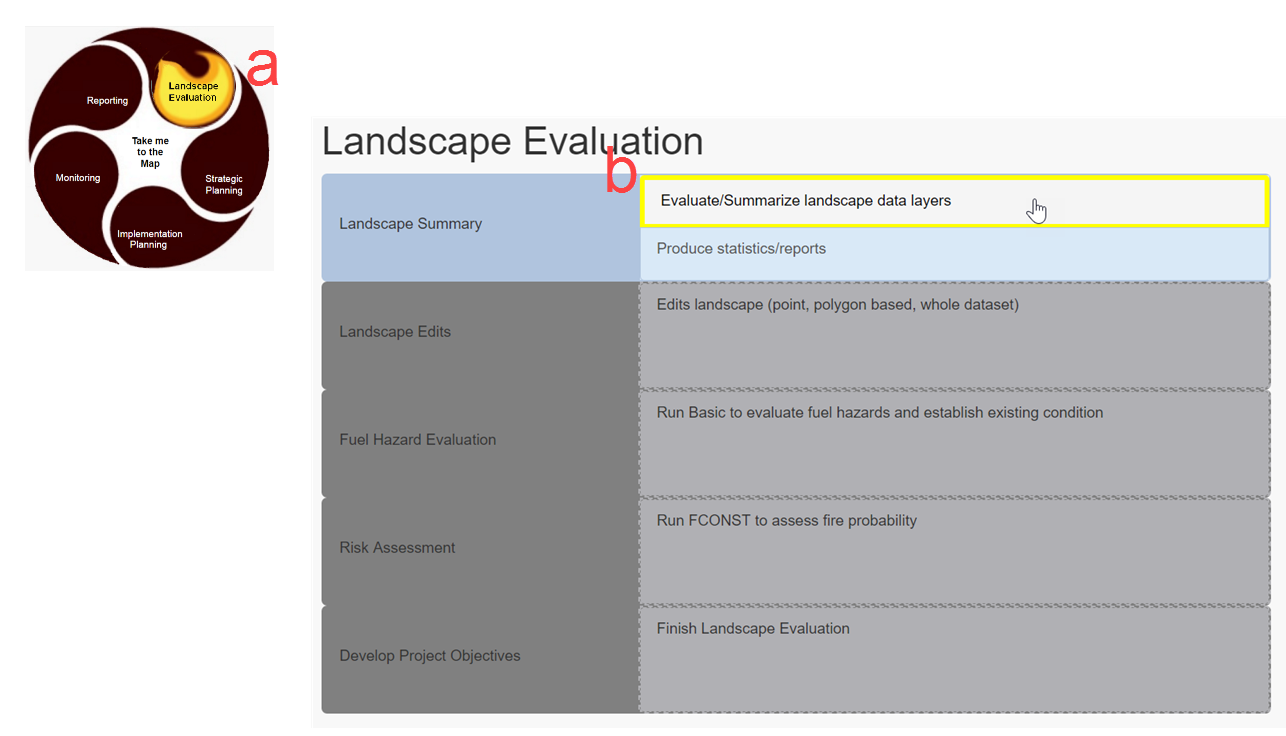 a
Landscape
Evaluation
Reporting
Take me
to the
Map
Monitoring
Strategic
Planning
Implementation
Planning
Landscape Evaluation
b
Landscape Summary
Evaluate/Summarize landscape data layers
Produce statistics/reports
Landscape Edits
Edits landscape (point, polygon based, whole dataset)
Fuel Hazard Evaluation
Run Basic to evaluate fuel hazards and establish existing condition
Risk Assessment
Run FCONST to assess fire probability
Develop Project Objectives
Finish Landscape Evaluation